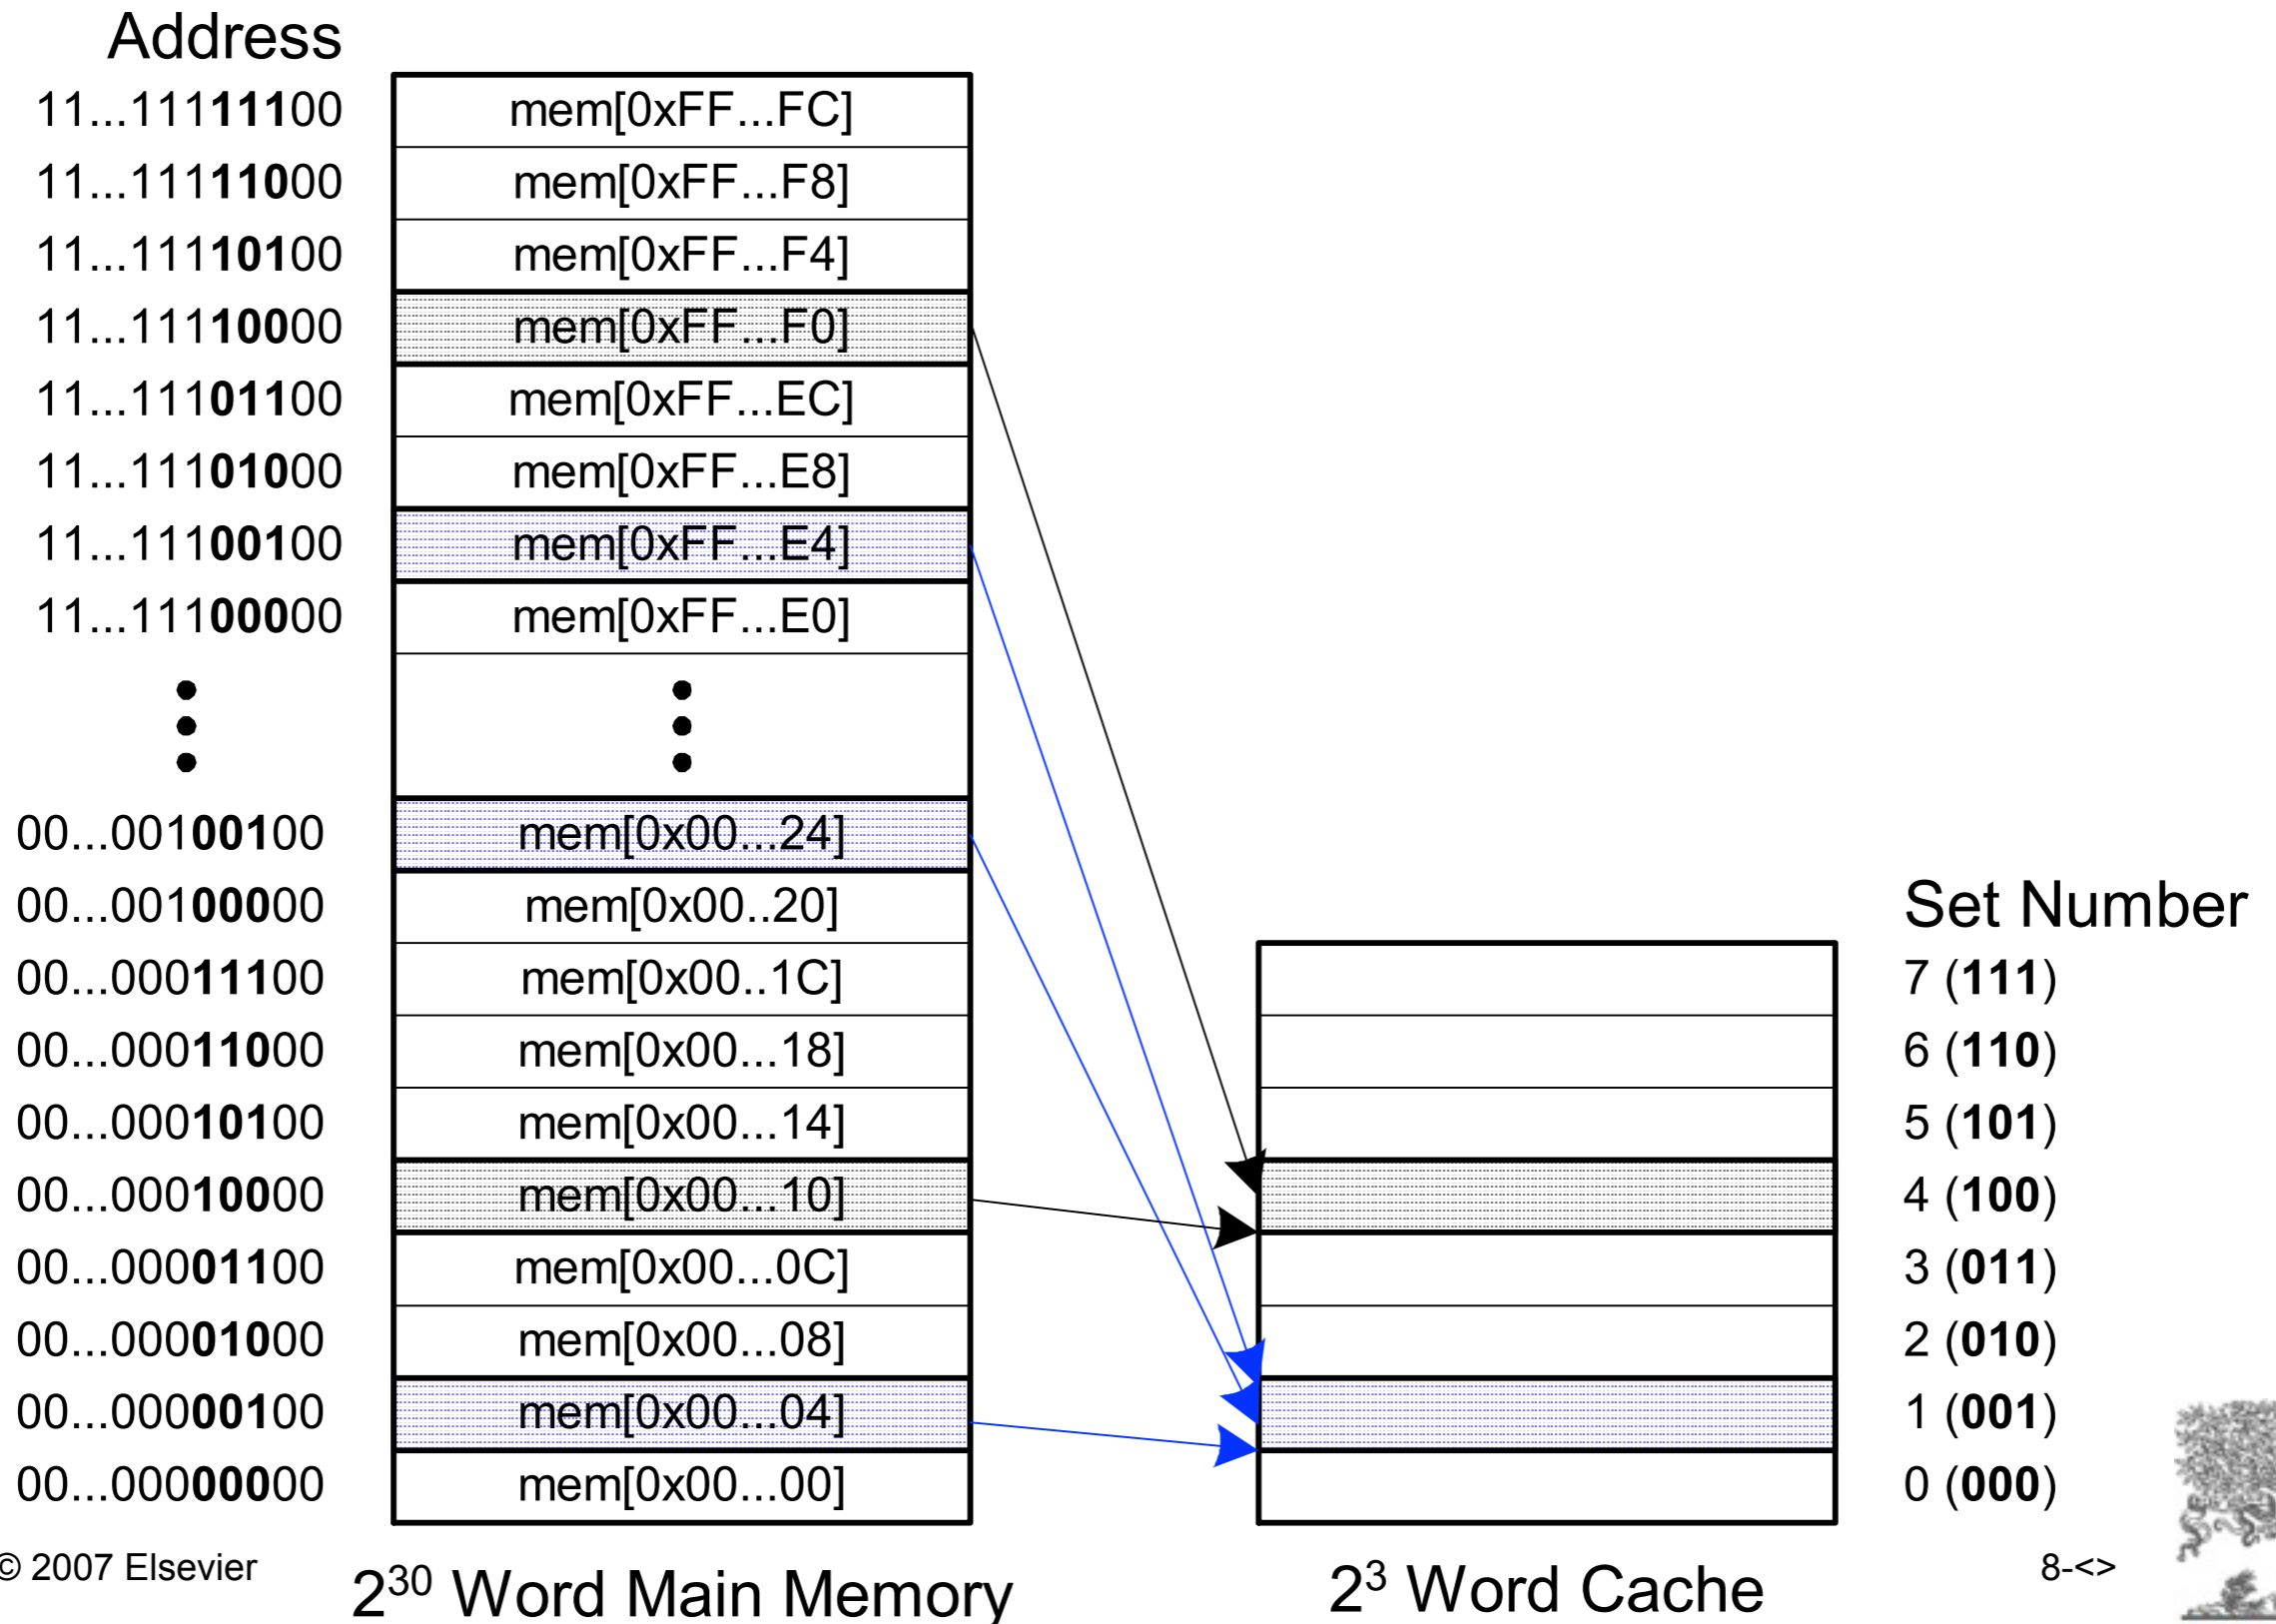 Address
11...11111100 mem[0xFF...FC]
11...11111000 mem[0xFF...F8]
11...11110100 mem[0xFF...F4]
11...11110000 mem[0xFF...F0]
11...11101100 mem[0xFF...EC]
11...11101000 mem[0xFF...E8]
11...11100100 mem[0xFF...E4]
11...11100000 mem[0xFF...E0]
00...00100100 mem[0x00...24]
00...00100000 mem[0x00..20] Set Number
00...00011100 mem[0x00..1C] 7 (111)
00...00011000 mem[0x00...18] 6 (110)
00...00010100 mem[0x00...14] 5 (101)
00...00010000 mem[0x00...10] 4 (100)
00...00001100 mem[0x00...0C] 3 (011)
00...00001000 mem[0x00...08] 2 (010)
00...00000100 mem[0x00...04] 1 (001)
00...00000000 mem[0x00...00] 0 (000)
© 2007 Elsevier 2³⁰ Word Main Memory 2³ Word Cache 8-<>